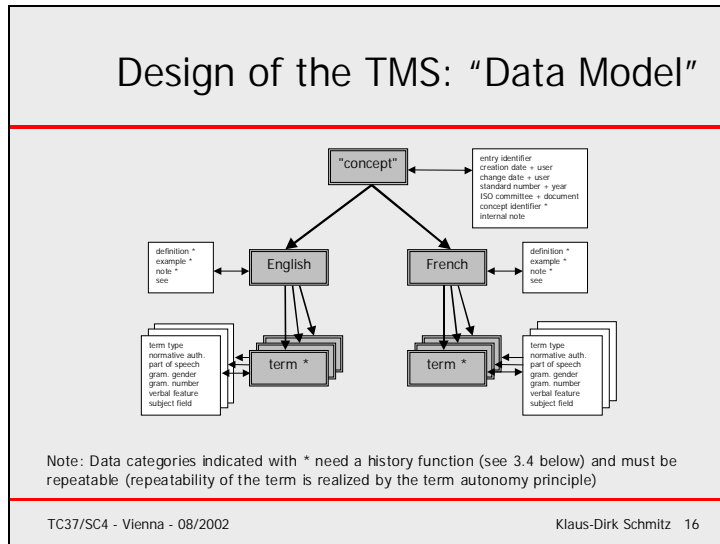 Design of the TMS: “Data Model”
"concept"
entry identifier
creation date + user
change date + user
standard number + year
ISO committee + document
concept identifier *
internal note
definition *
example *
note *
see
English
French
definition *
example *
note *
see
term type
normative auth.
part of speech
gram. gender
gram. number
verbal feature
subject field
term *
term *
term type
normative auth.
part of speech
gram. gender
gram. number
verbal feature
subject field
Note: Data categories indicated with * need a history function (see 3.4 below) and must be
repeatable (repeatability of the term is realized by the term autonomy principle)
TC37/SC4 - Vienna - 08/2002
Klaus-Dirk Schmitz 16